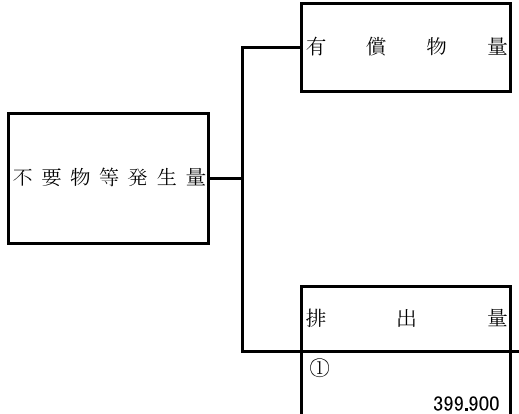 有償物量
不要物等発生量
排出量
①
399.900